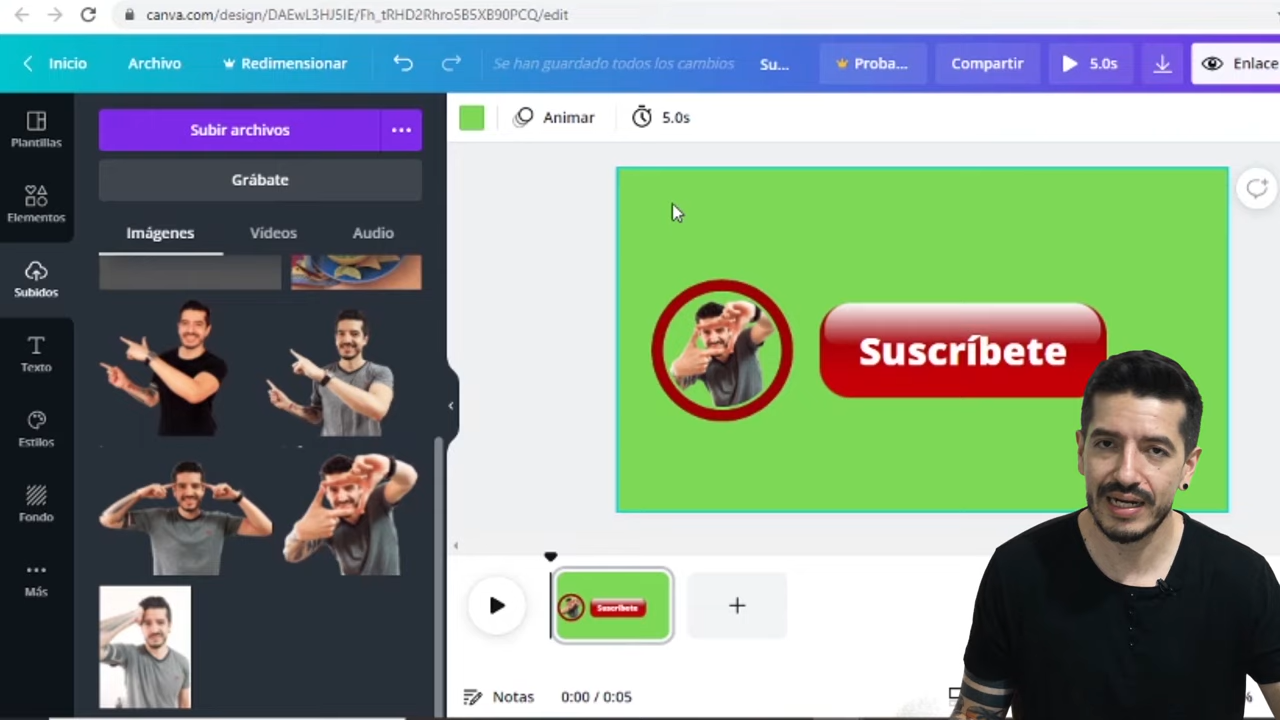 canva.com/design/DAEwL3HJ5IE/Fh_tRHD2Rhro5B5XB90PCQ/edit
Inicio
Archivo
Redimensionar
Se han guardado todos los cambios
Su...
Proba...
Compartir
5.0s
Enlace
Plantillas
Elementos
Subidos
Texto
Estilos
Fondo
Más
Subir archivos
Grábate
Imágenes
Vídeos
Audio
Animar
5.0s
Suscríbete
Suscríbete
Notas
0:00 / 0:05
%